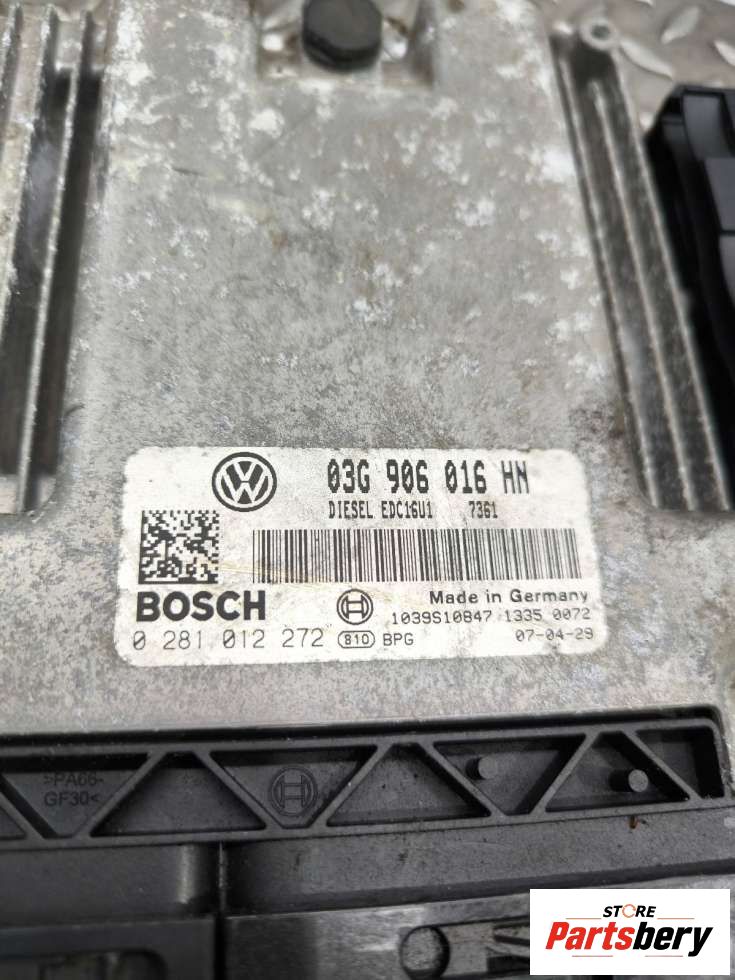 03G 906 016 HN
DIESEL EDC16U1 7361
BOSCH
Made in Germany
1039S10847 1335 0072
0 281 012 272 810 BPG 07-04-29
>PA66-
GF30<
STORE
Partsbery